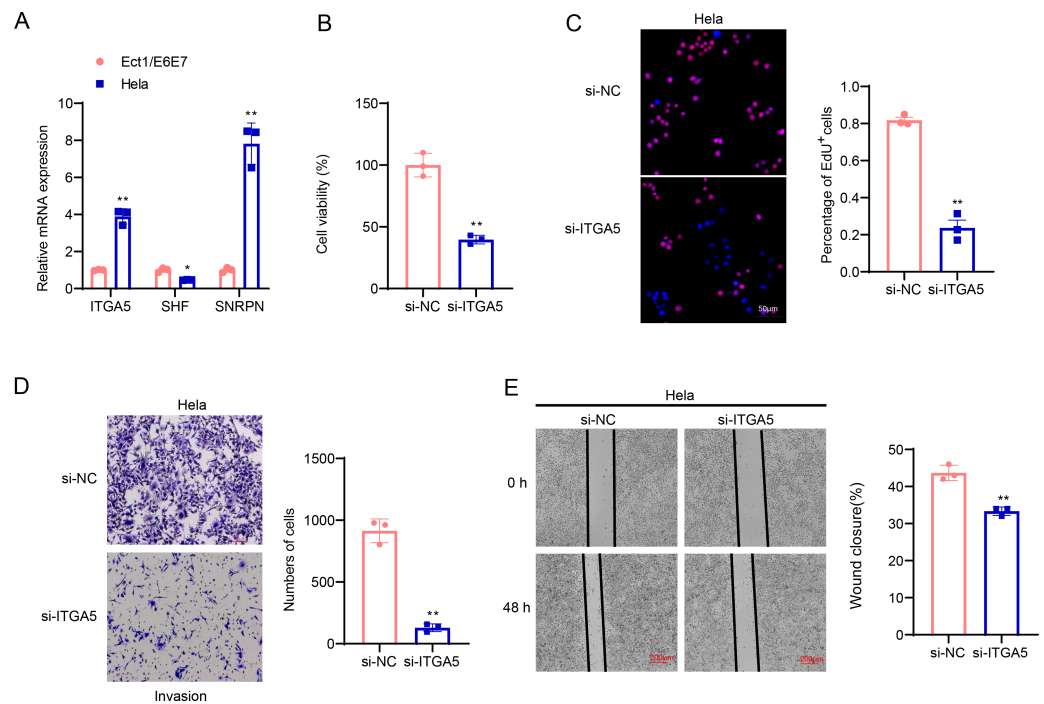 A
Ect1/E6E7
Hela
Relative mRNA expression
10
8
6
4
2
0
**
*
**
ITGA5 SHF SNRPN
B
Cell viability (%)
150
100
50
0
**
si-NC si-ITGA5
C
Hela
si-NC
si-ITGA5
50μm
Percentage of EdU+ cells
1.0
0.8
0.6
0.4
0.2
0.0
**
si-NC si-ITGA5
D
Hela
si-NC
si-ITGA5
Invasion
Numbers of cells
1500
1000
500
0
**
si-NC si-ITGA5
E
Hela
si-NC si-ITGA5
0 h
48 h
200μm 200μm
Wound closure(%)
50
40
30
20
10
0
**
si-NC si-ITGA5